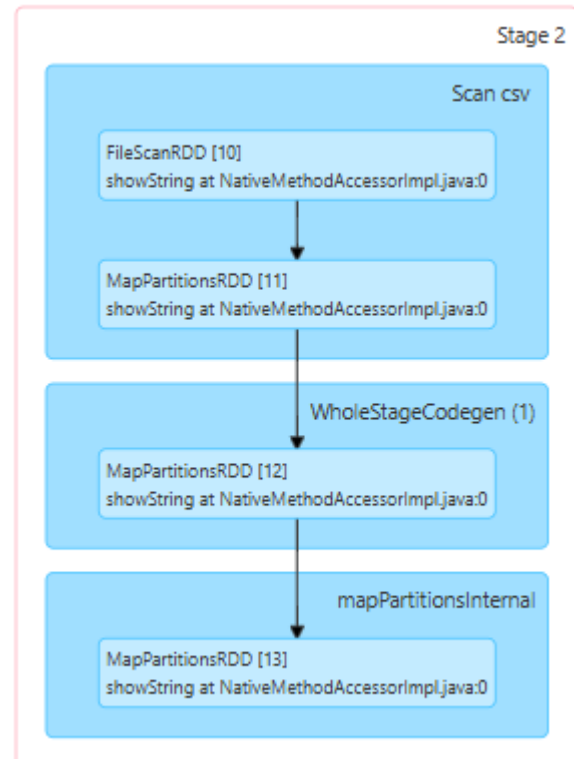 Stage 2
Scan csv
FileScanRDD [10]
showString at NativeMethodAccessorImpl.java:0
MapPartitionsRDD [11]
showString at NativeMethodAccessorImpl.java:0
WholeStageCodegen (1)
MapPartitionsRDD [12]
showString at NativeMethodAccessorImpl.java:0
mapPartitionsInternal
MapPartitionsRDD [13]
showString at NativeMethodAccessorImpl.java:0